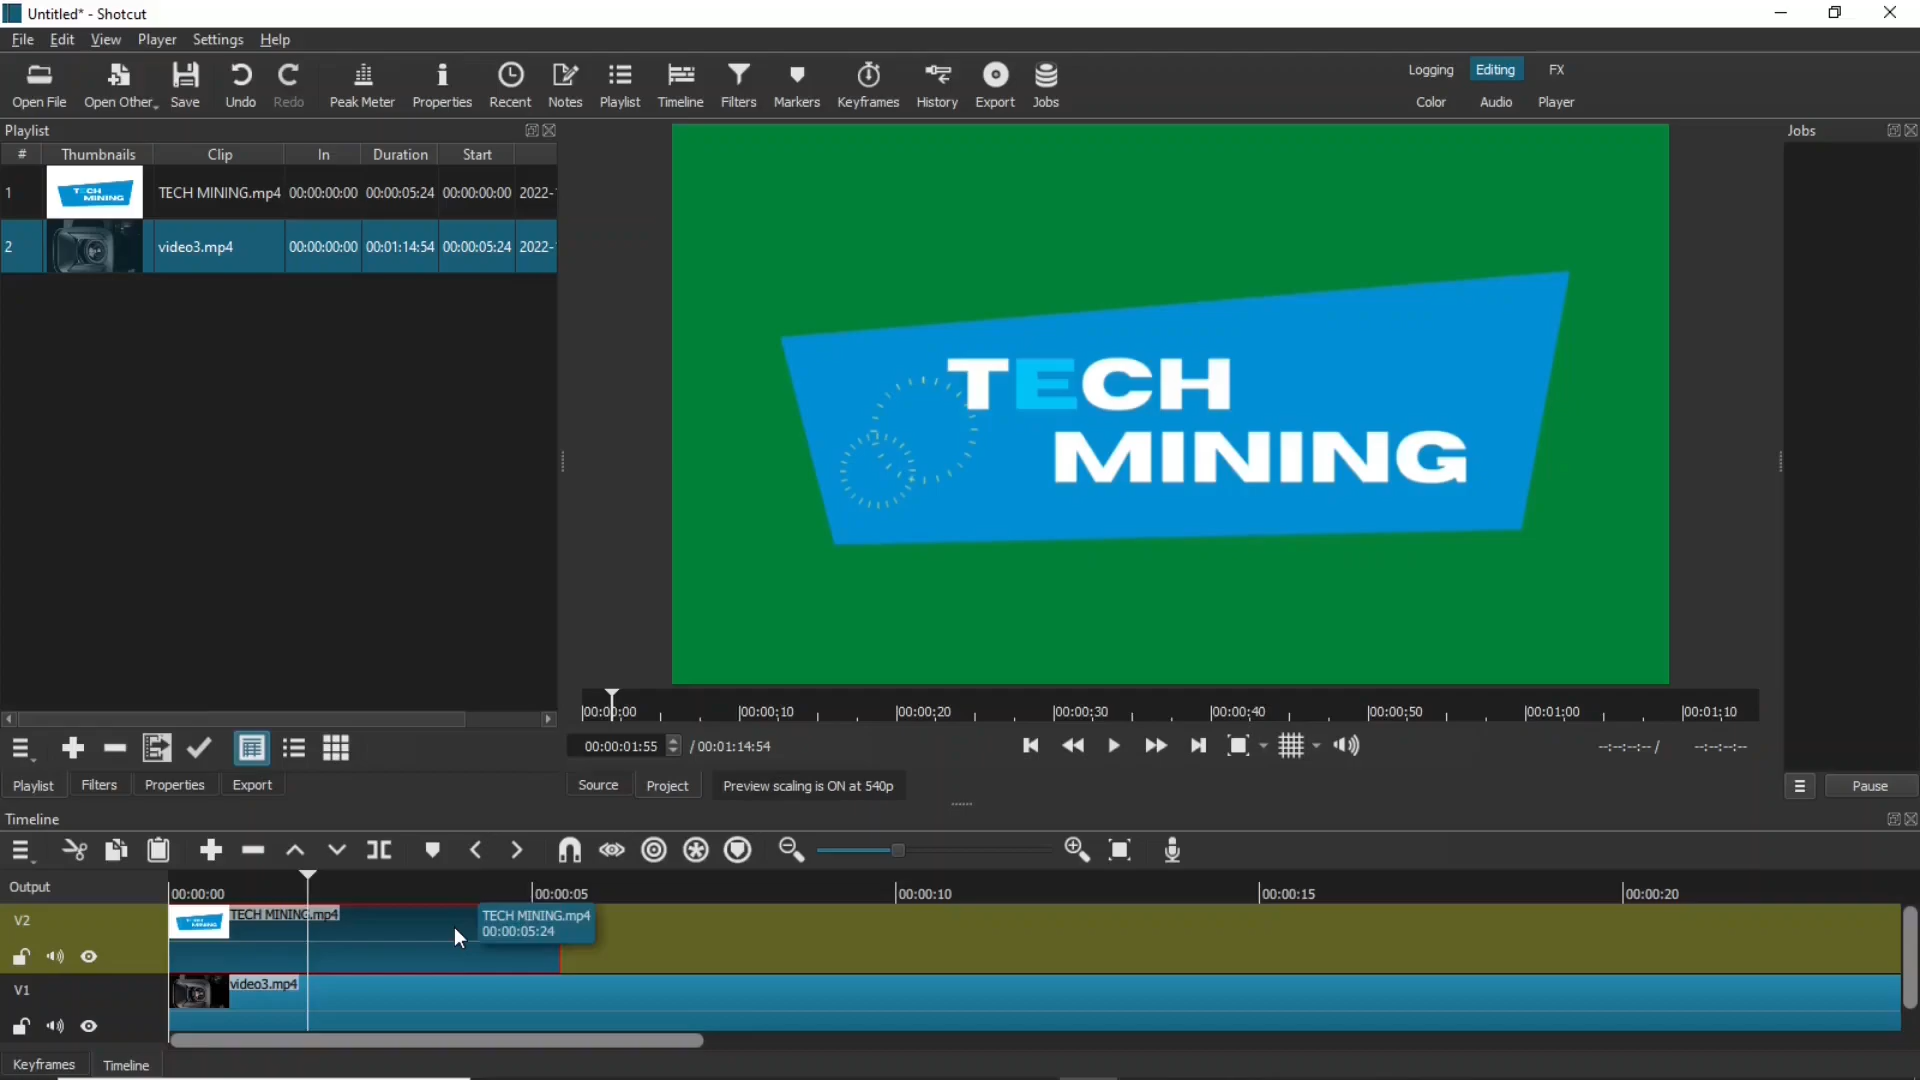 Untitled* - Shotcut
File Edit View Player Settings Help
Open File Open Other Save Undo Redo Peak Meter Properties Recent Notes Playlist Timeline Filters Markers Keyframes History Export Jobs
Logging Editing FX
Color Audio Player
Playlist
# Thumbnails Clip In Duration Start
1 TECH MINING TECH MINING.mp4 00:00:00:00 00:00:05:24 00:00:00:00 2022-
2 video3.mp4 00:00:00:00 00:01:14:54 00:00:05:24 2022-
TECH
MINING
Jobs
00:00:00 00:00:10 00:00:20 00:00:30 00:00:40 00:00:50 00:01:00 00:01:10
00:00:01:55 / 00:01:14:54 --:--:--:-- / --:--:--:--
Playlist Filters Properties Export
Source Project Preview scaling is ON at 540p
Pause
Timeline
Output
00:00:00 00:00:05 00:00:10 00:00:15 00:00:20
V2 TECH MINING.mp4
TECH MINING.mp4
00:00:05:24
V1 video3.mp4
Keyframes Timeline